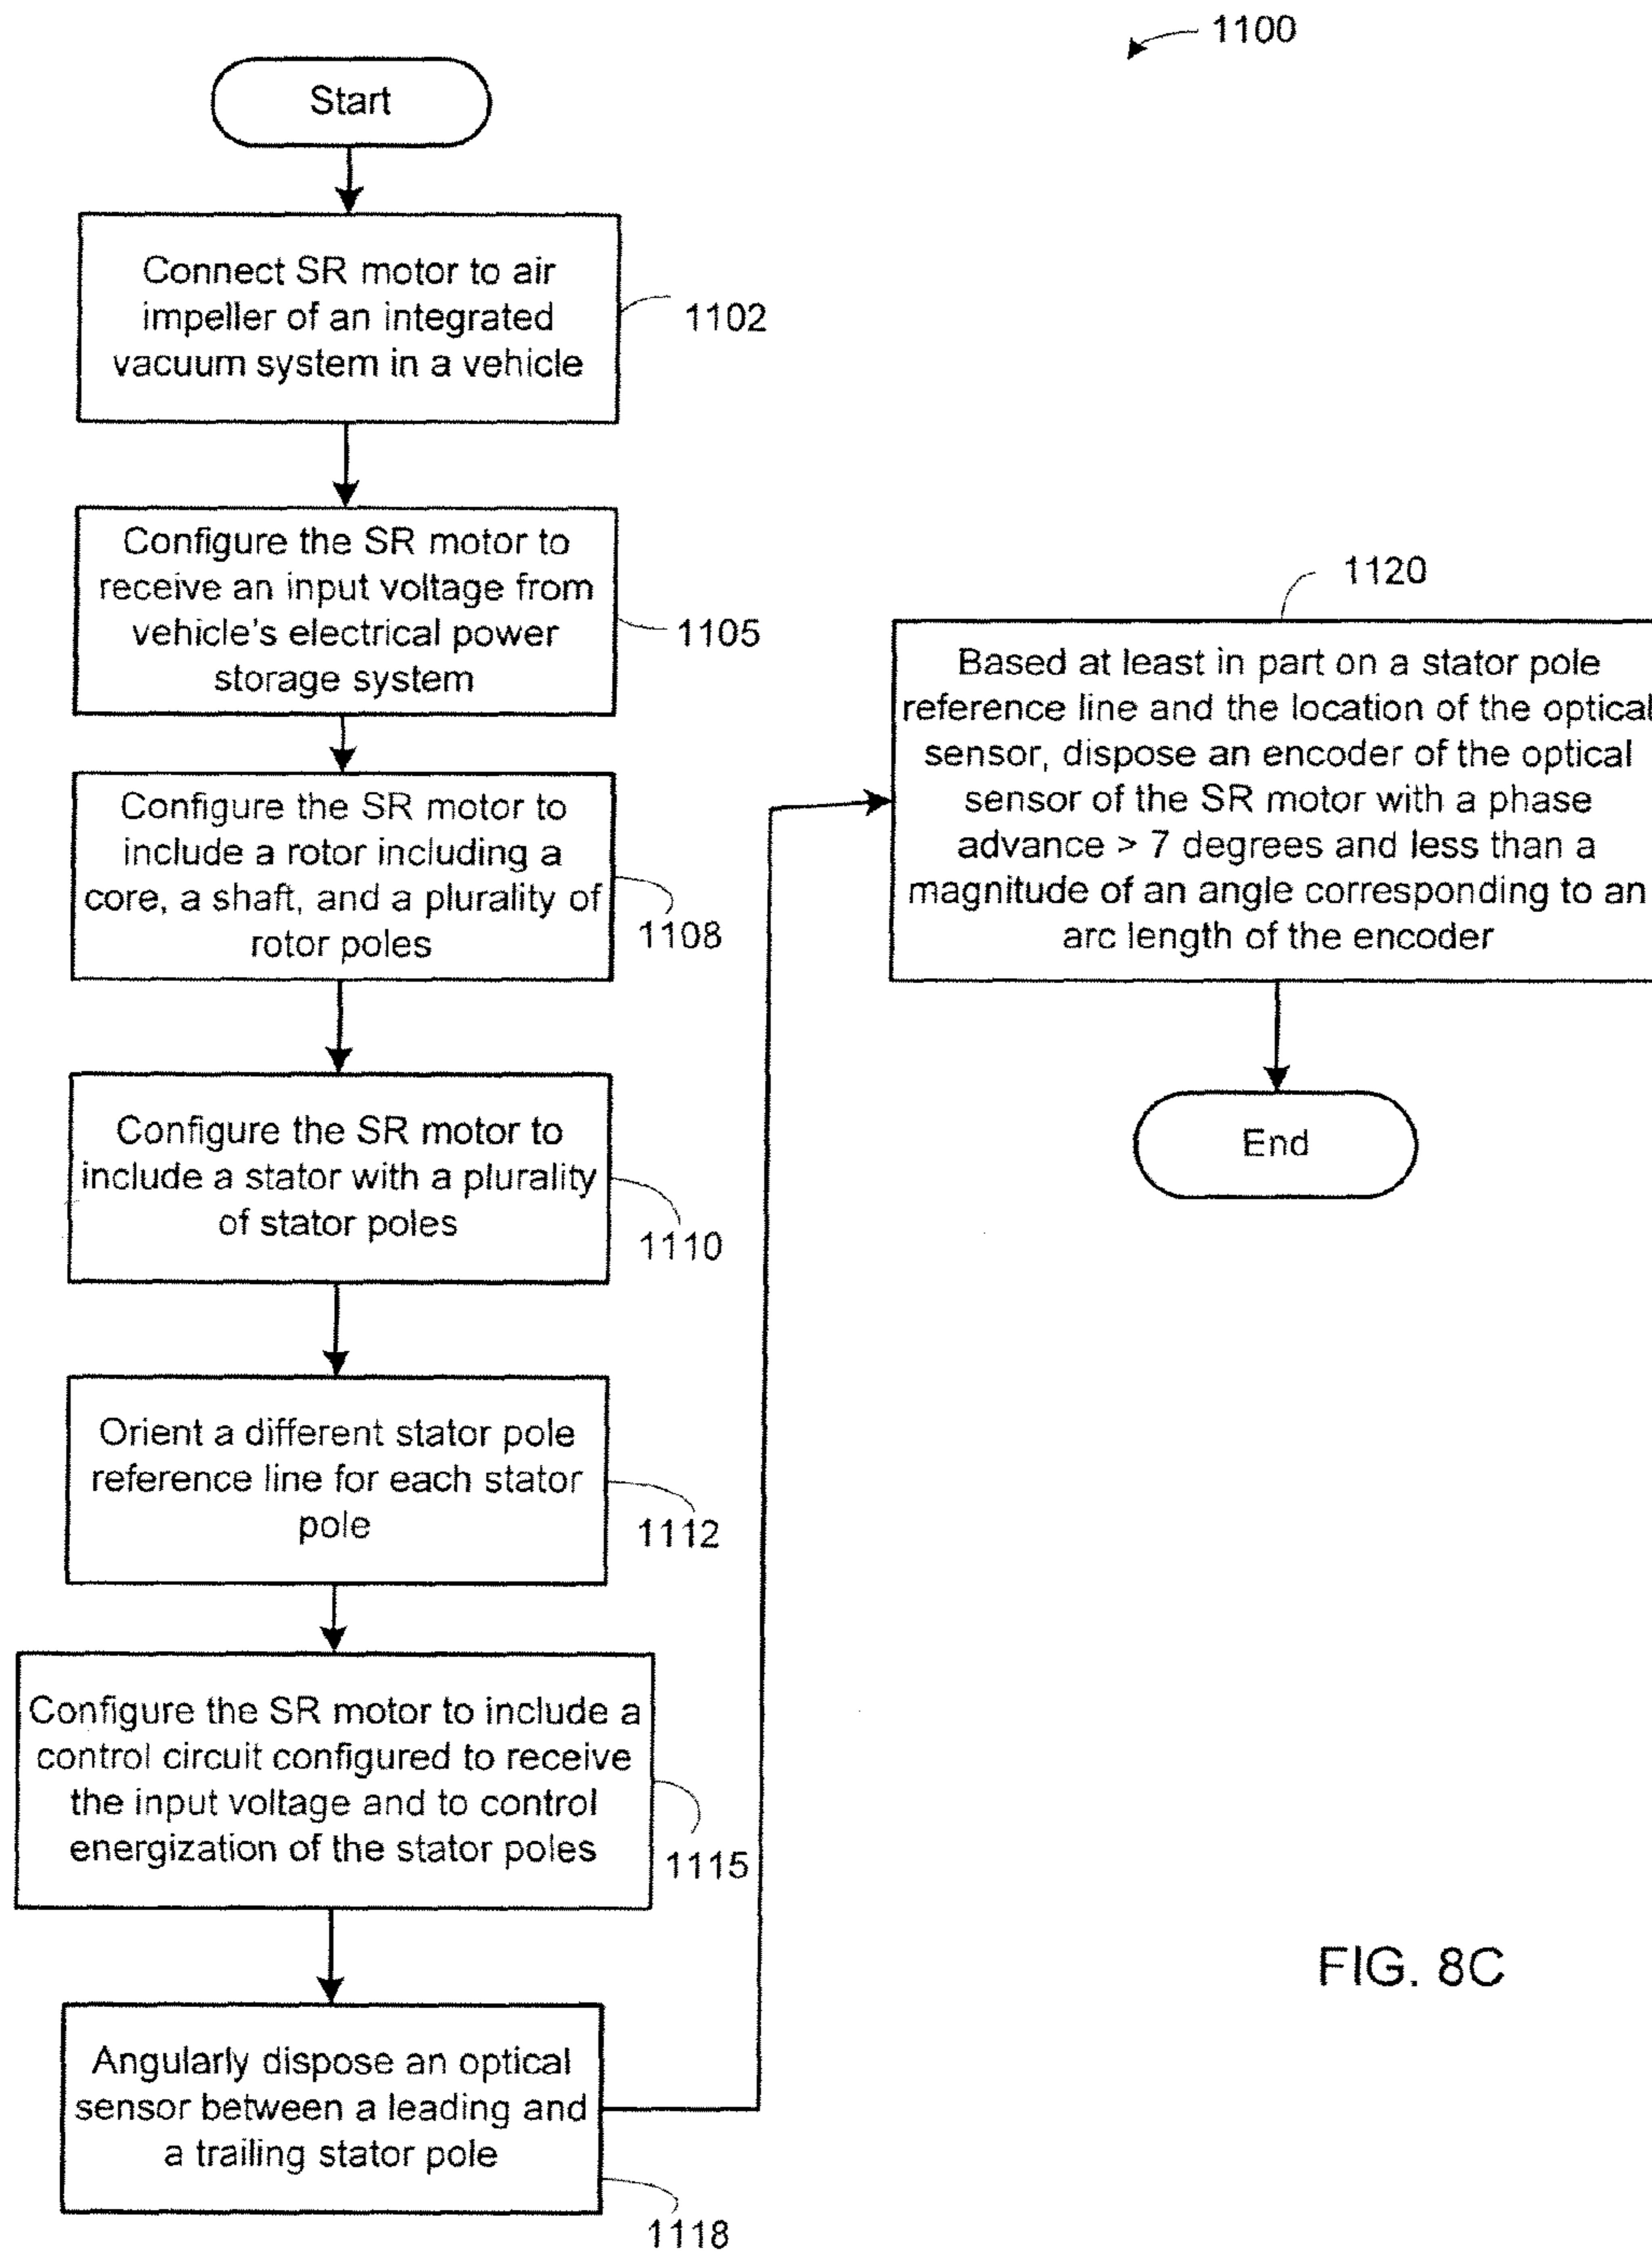 1100
Start
Connect SR motor to air
impeller of an integrated
vacuum system in a vehicle
1102
Configure the SR motor to
receive an input voltage from
vehicle's electrical power
storage system
1105
Configure the SR motor to
include a rotor including a
core, a shaft, and a plurality of
rotor poles
1108
Configure the SR motor to
include a stator with a plurality
of stator poles
1110
Orient a different stator pole
reference line for each stator
pole
1112
Configure the SR motor to include a
control circuit configured to receive
the input voltage and to control
energization of the stator poles
1115
Angularly dispose an optical
sensor between a leading and
a trailing stator pole
1118
1120
Based at least in part on a stator pole
reference line and the location of the optical
sensor, dispose an encoder of the optical
sensor of the SR motor with a phase
advance > 7 degrees and less than a
magnitude of an angle corresponding to an
arc length of the encoder
End
FIG. 8C